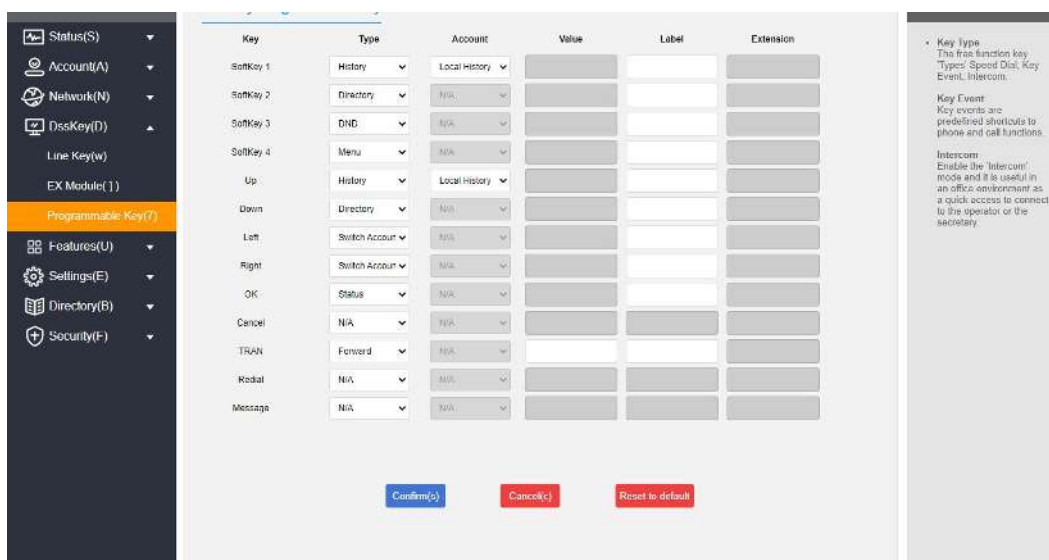 Status(S)
Account(A)
Network(N)
DssKey(D)
Line Key(w)
EX Module( ] )
Programmable Key(7)
Features(U)
Settings(E)
Directory(B)
Security(F)
Key Type Account Value Label Extension
SoftKey 1 History Local History
SoftKey 2 Directory N/A
SoftKey 3 DND N/A
SoftKey 4 Menu N/A
Up History Local History
Down Directory N/A
Left Switch Account N/A
Right Switch Account N/A
OK Status N/A
Cancel N/A N/A
TRAN Forward N/A
Redial N/A N/A
Message N/A N/A
Confirm(s) Cancel(c) Reset to default
Key Type
The free function key
'Types' Speed Dial, Key
Event, Intercom.
Key Event
Key events are
predefined shortcuts to
phone and call functions.
Intercom
Enable the 'Intercom'
mode and it is useful in
an office environment as
a quick access to connect
to the operator or the
secretary.